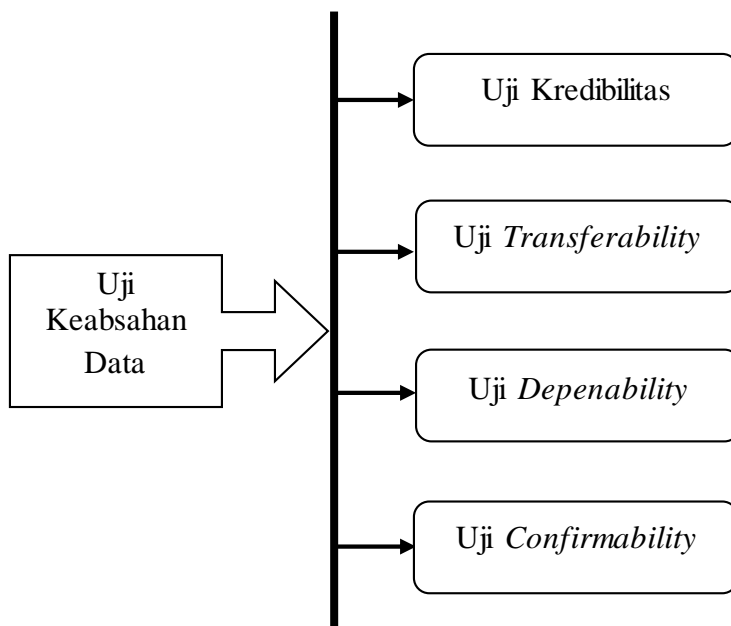 Uji Kredibilitas
Uji Transferability
Uji
Keabsahan
Data
Uji Depenability
Uji Confirmability